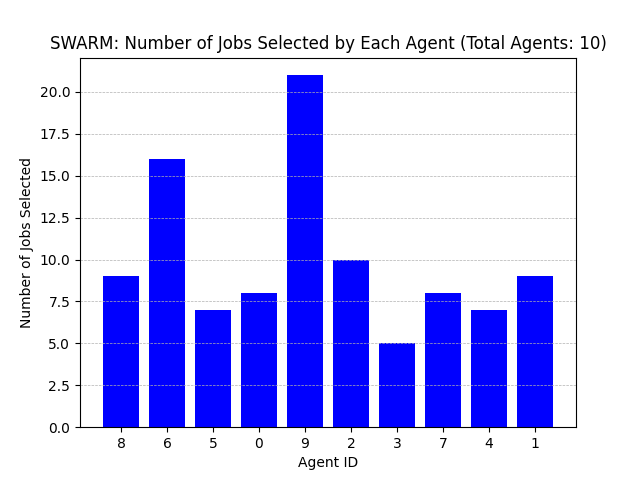 SWARM: Number of Jobs Selected by Each Agent (Total Agents: 10)
20.0
17.5
15.0
12.5
10.0
7.5
5.0
2.5
0.0
Number of Jobs Selected
8 6 5 0 9 2 3 7 4 1
Agent ID